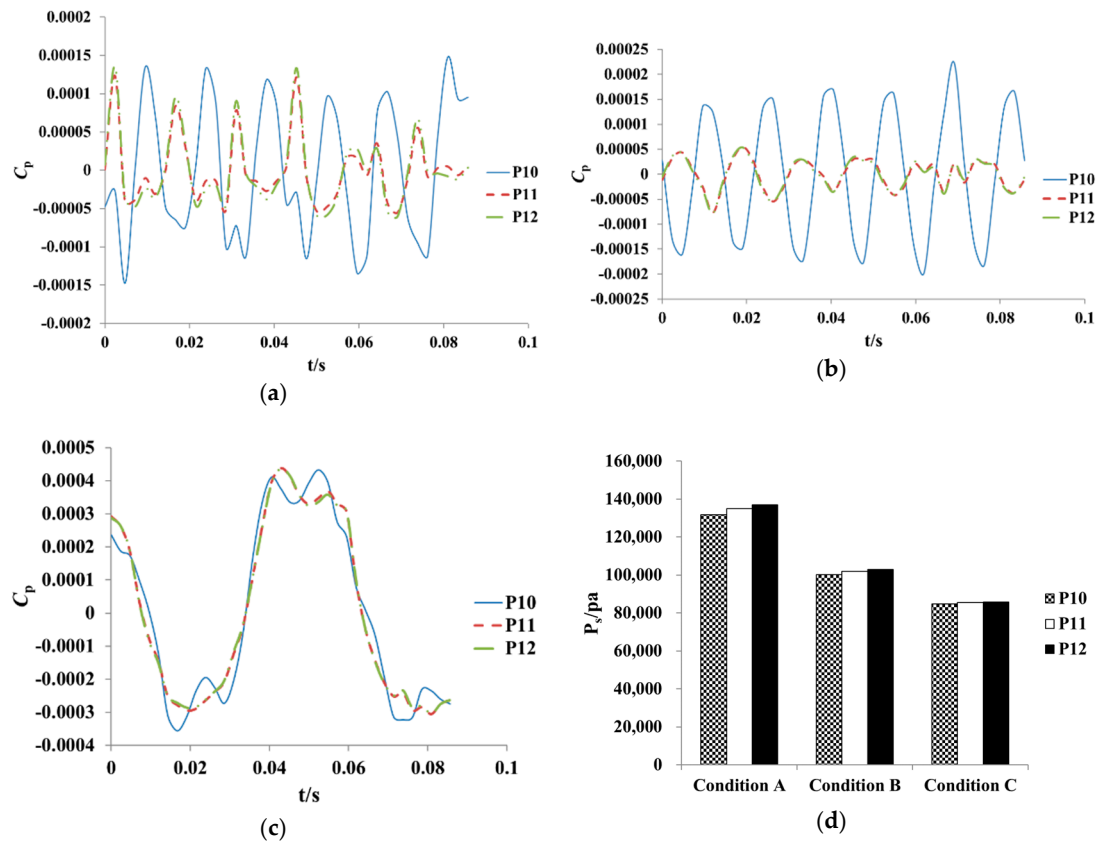 0.0002
0.00015
0.0001
0.00005
0
-0.00005
-0.0001
-0.00015
-0.0002
Cp
0 0.02 0.04 0.06 0.08 0.1
t/s
P10
P11
P12
(a)
0.00025
0.0002
0.00015
0.0001
0.00005
0
-0.00005
-0.0001
-0.00015
-0.0002
-0.00025
Cp
0 0.02 0.04 0.06 0.08 0.1
t/s
P10
P11
P12
(b)
0.0005
0.0004
0.0003
0.0002
0.0001
0
-0.0001
-0.0002
-0.0003
-0.0004
Cp
0 0.02 0.04 0.06 0.08 0.1
t/s
P10
P11
P12
(c)
160,000
140,000
120,000
100,000
80,000
60,000
40,000
20,000
0
Ps/pa
Condition A Condition B Condition C
P10
P11
P12
(d)